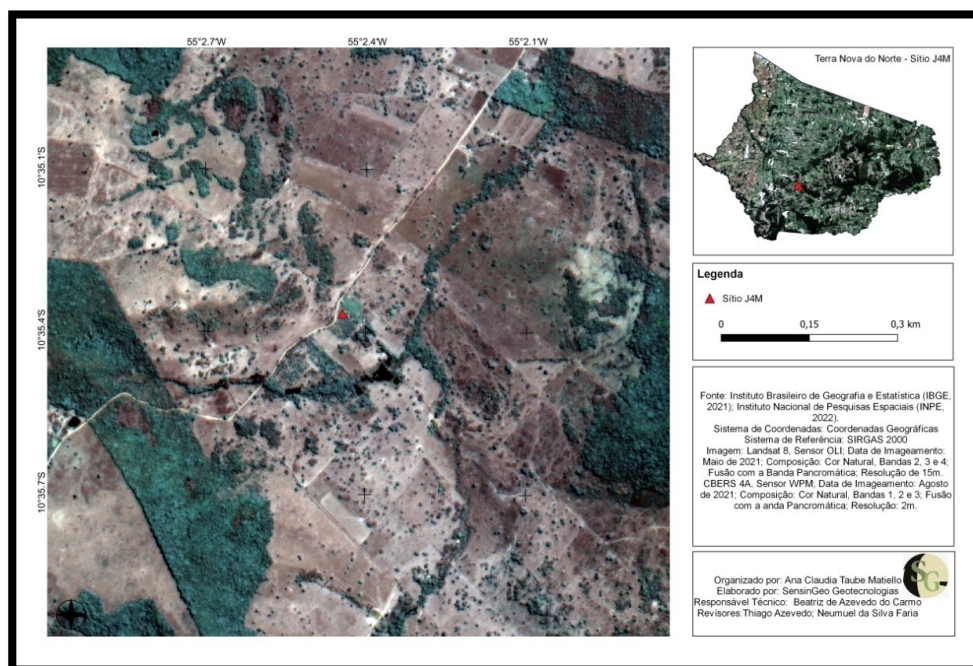 55°2.7'W 55°2.4'W 55°2.1'W
10°35.1'S
10°35.4'S
10°35.7'S
Terra Nova do Norte - Sítio J4M
Legenda
Sítio J4M
0 0,15 0,3 km
Fonte: Instituto Brasileiro de Geografia e Estatística (IBGE,
2021); Instituto Nacional de Pesquisas Espaciais (INPE,
2022).
Sistema de Coordenadas: Coordenadas Geográficas
Sistema de Referência: SIRGAS 2000
Imagem: Landsat 8, Sensor OLI; Data de Imageamento:
Maio de 2021; Composição: Cor Natural, Bandas 2, 3 e 4;
Fusão com a Banda Pancromática; Resolução de 15m.
CBERS 4A, Sensor WPM; Data de Imageamento: Agosto
de 2021; Composição: Cor Natural, Bandas 1, 2 e 3; Fusão
com a anda Pancromática; Resolução: 2m.
Organizado por: Ana Claudia Taube Matiello
Elaborado por: SensinGeo Geotecnologias
Responsável Técnico: Beatriz de Azevedo do Carmo
Revisores:Thiago Azevedo; Neumuel da Silva Faria
SG